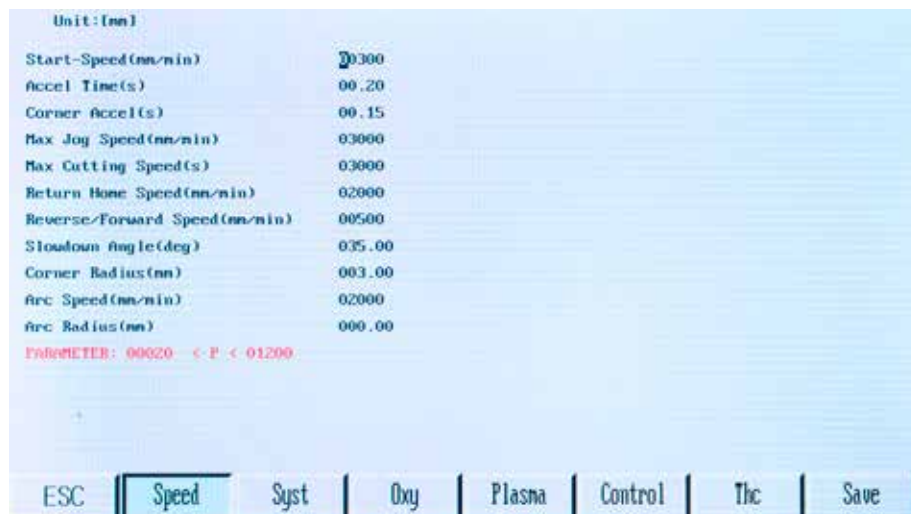 Unit:[mm]
Start-Speed(mm/min) 00300
Accel Time(s) 00.20
Corner Accel(s) 00.15
Max Jog Speed(mm/min) 03000
Max Cutting Speed(s) 03000
Return Home Speed(mm/min) 02000
Reverse/Forward Speed(mm/min) 00500
Slowdown Angle(deg) 035.00
Corner Radius(mm) 003.00
Arc Speed(mm/min) 02000
Arc Radius(mm) 000.00
PARAMETER: 00020 < P < 01200
ESC Speed Syst Oxy Plasma Control Thc Save